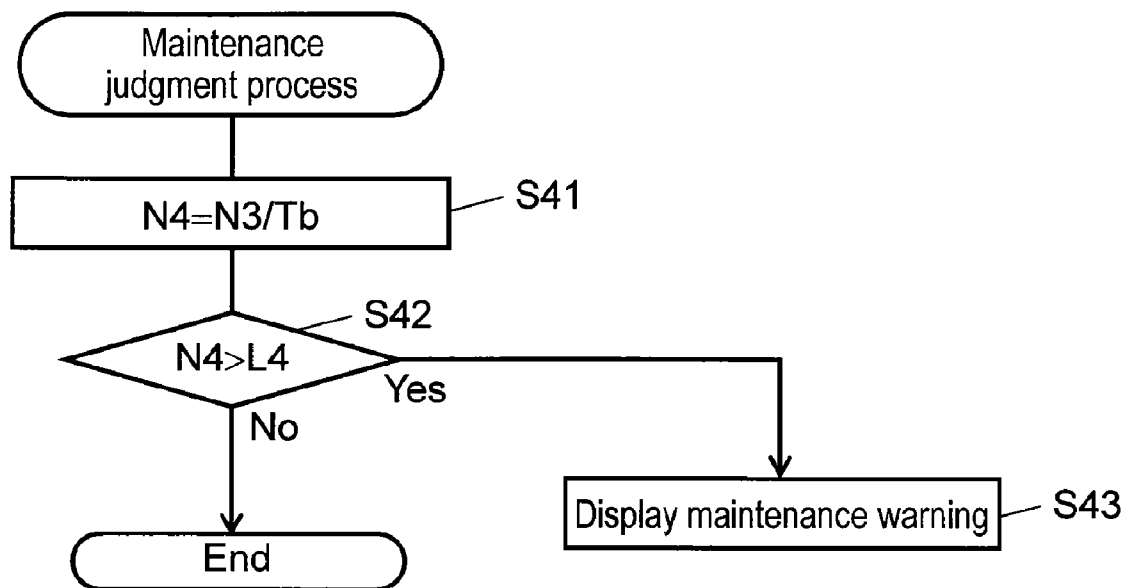 Maintenance
judgment process
N4=N3/Tb
S41
S42
N4>L4
Yes
No
Display maintenance warning
S43
End